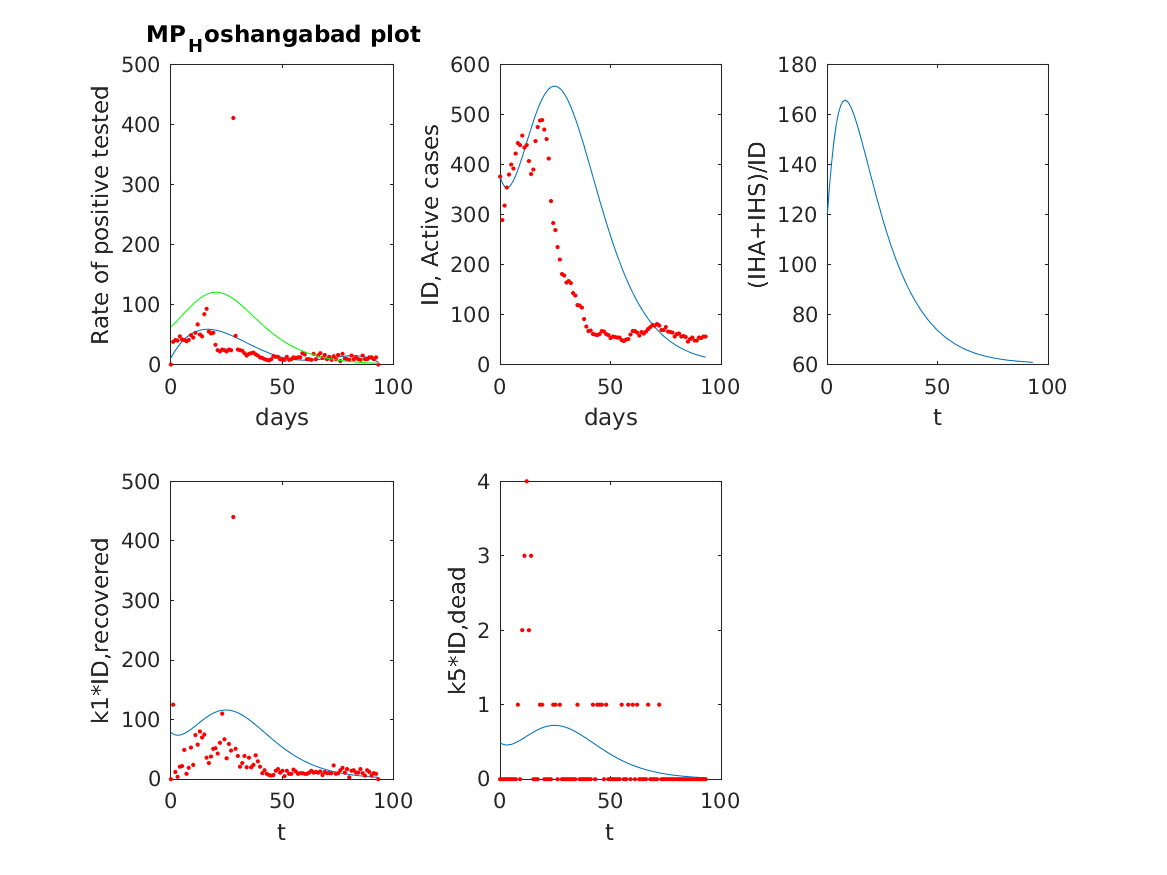 MP_Hoshangabad plot
Rate of positive tested
500
400
300
200
100
0
0 50 100
days
ID, Active cases
600
500
400
300
200
100
0
0 50 100
days
(IHA+IHS)/ID
180
160
140
120
100
80
60
0 50 100
t
k1*ID,recovered
500
400
300
200
100
0
0 50 100
t
k5*ID,dead
4
3
2
1
0
0 50 100
t